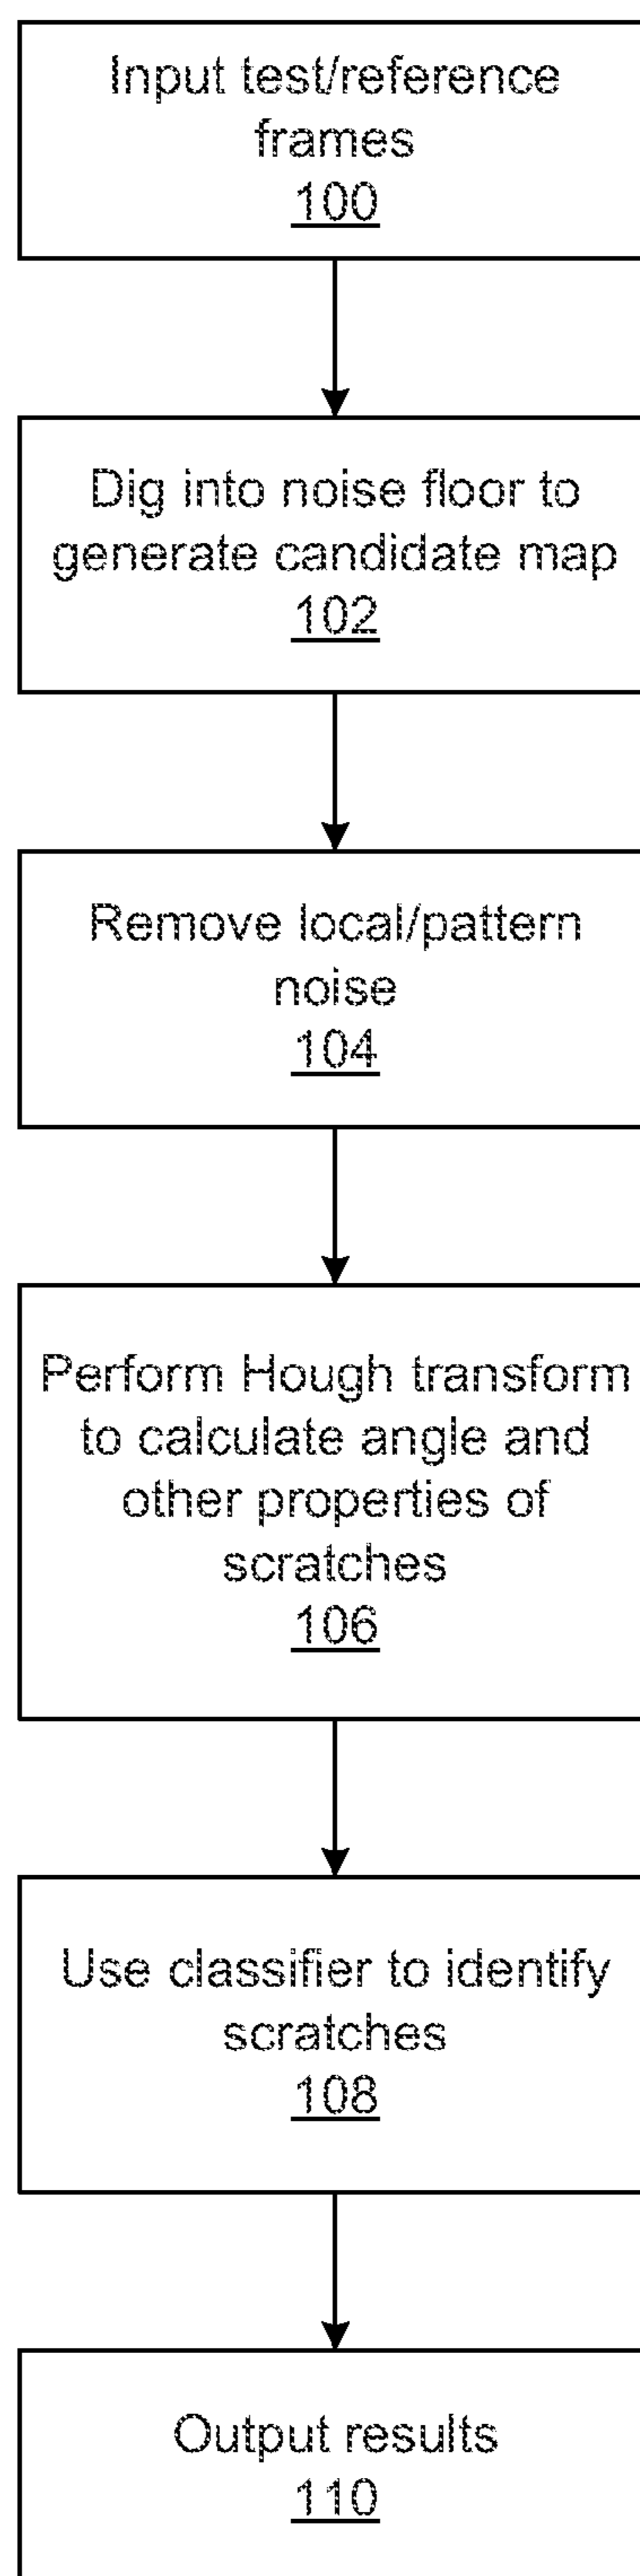 Input test/reference
frames
100
Dig into noise floor to
generate candidate map
102
Remove local/pattern
noise
104
Perform Hough transform
to calculate angle and
other properties of
scratches
106
Use classifier to identify
scratches
108
Output results
110